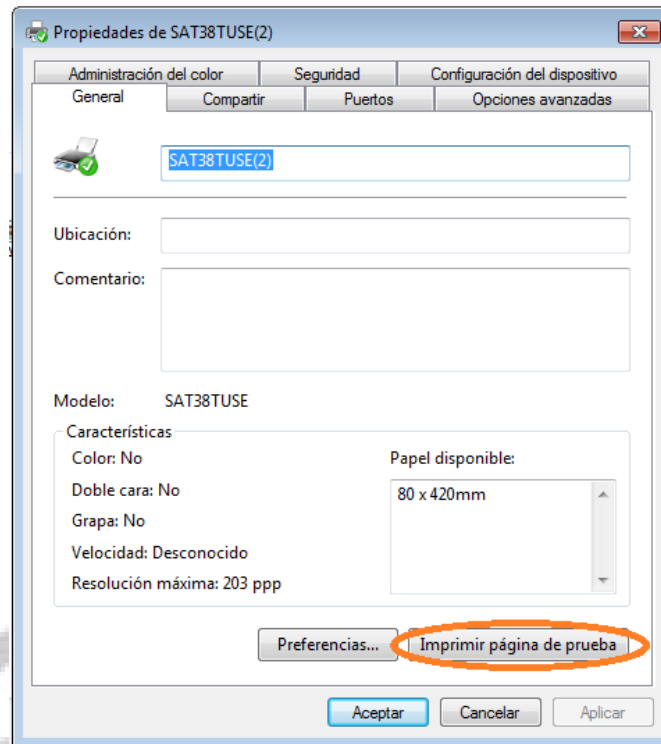 Propiedades de SAT38TUSE(2)
Administración del color Seguridad Configuración del dispositivo
General Compartir Puertos Opciones avanzadas
SAT38TUSE(2)
Ubicación:
Comentario:
Modelo: SAT38TUSE
Características
Color: No Papel disponible:
Doble cara: No 80 x 420mm
Grapa: No
Velocidad: Desconocido
Resolución máxima: 203 ppp
Preferencias... Imprimir página de prueba
Aceptar Cancelar Aplicar